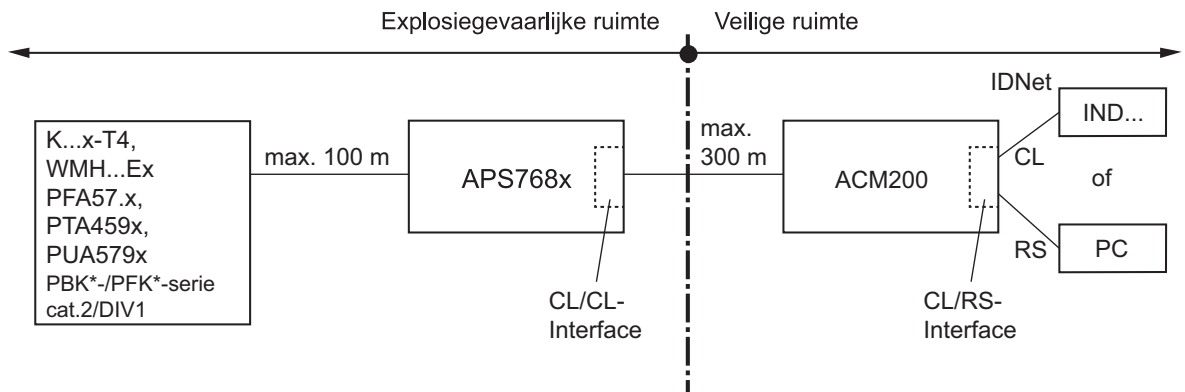 Explosiegevaarlijke ruimte
Veilige ruimte
K...x-T4,
WMH...Ex
PFA57.x,
PTA459x,
PUA579x
PBK*-/PFK*-serie
cat.2/DIV1
max. 100 m
APS768x
CL/CL-
Interface
max.
300 m
ACM200
CL/RS-
Interface
IDNet
CL
RS
IND...
of
PC